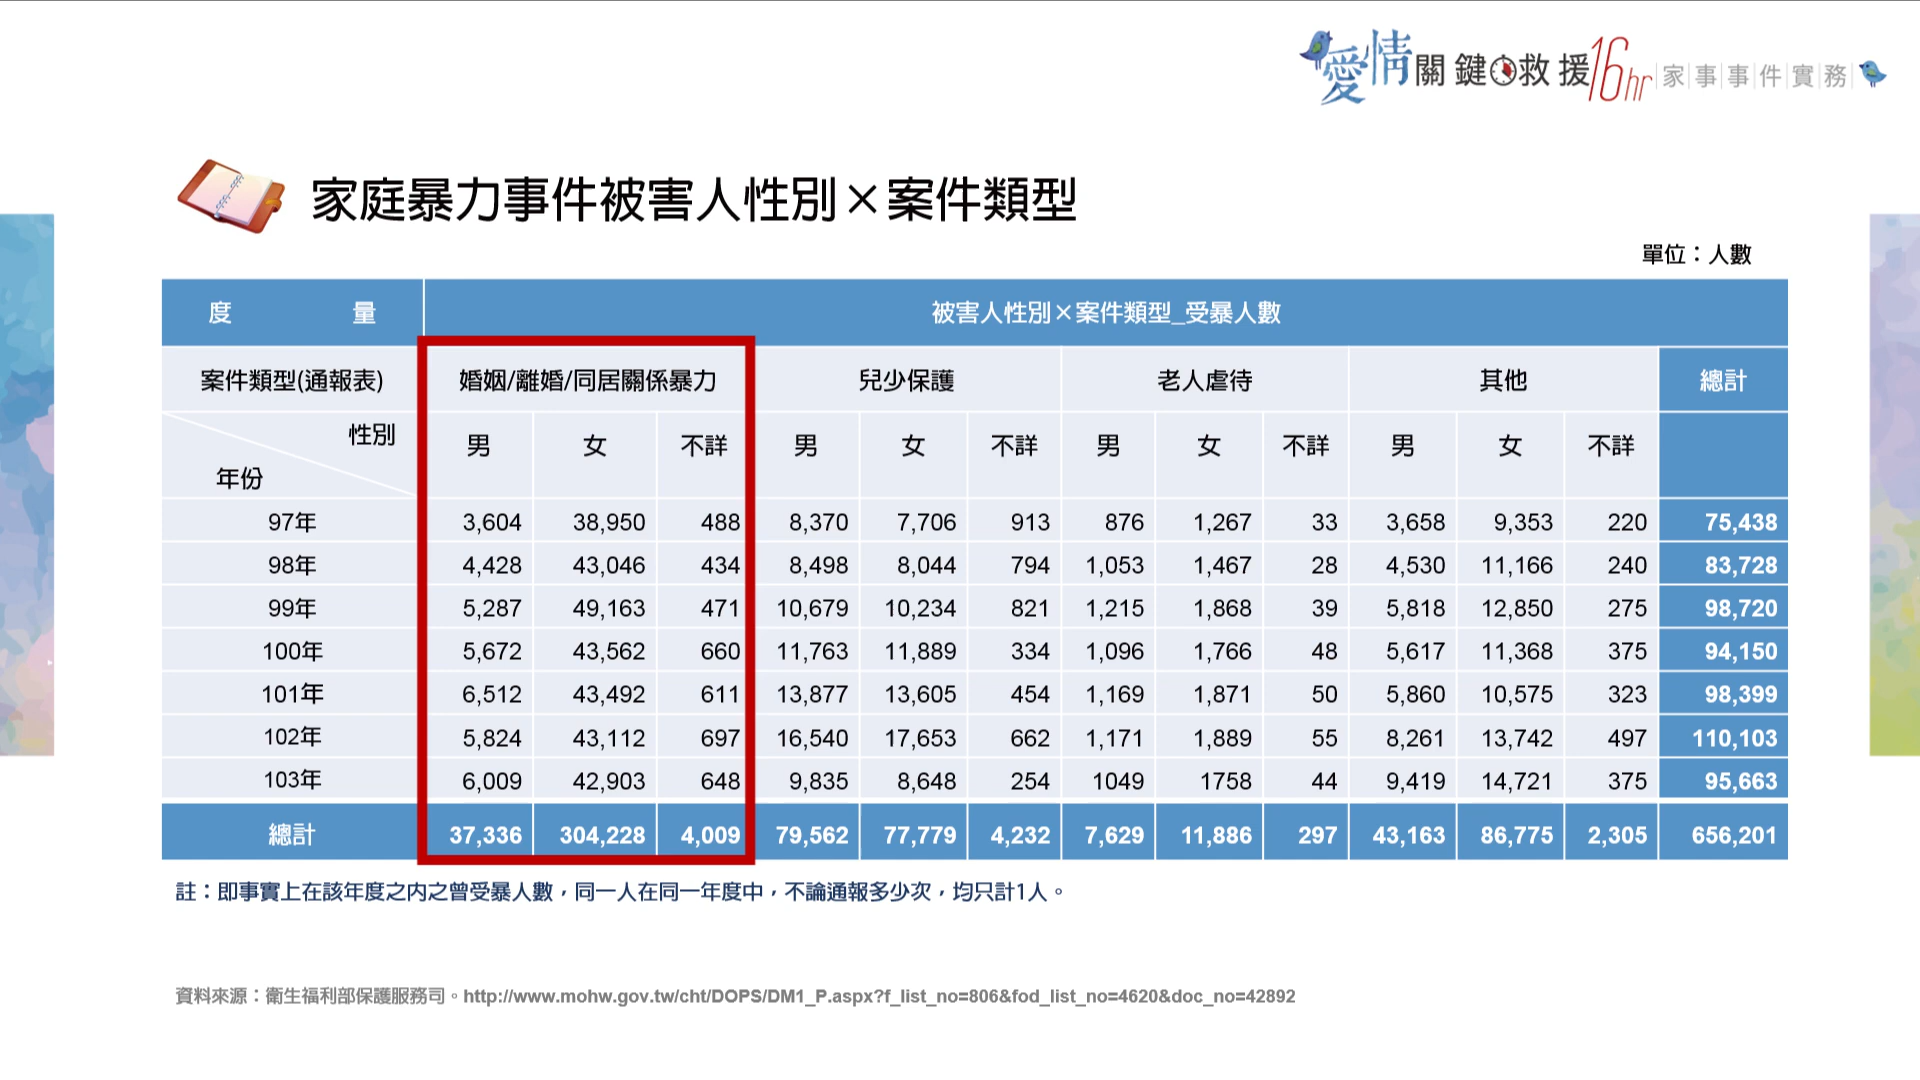 愛情關鍵救援16hr 家事事件實務
家庭暴力事件被害人性別×案件類型
單位：人數
度 量 被害人性別×案件類型_受暴人數
案件類型(通報表) 婚姻/離婚/同居關係暴力 兒少保護 老人虐待 其他 總計
性別 男 女 不詳 男 女 不詳 男 女 不詳 男 女 不詳
年份
97年 3,604 38,950 488 8,370 7,706 913 876 1,267 33 3,658 9,353 220 75,438
98年 4,428 43,046 434 8,498 8,044 794 1,053 1,467 28 4,530 11,166 240 83,728
99年 5,287 49,163 471 10,679 10,234 821 1,215 1,868 39 5,818 12,850 275 98,720
100年 5,672 43,562 660 11,763 11,889 334 1,096 1,766 48 5,617 11,368 375 94,150
101年 6,512 43,492 611 13,877 13,605 454 1,169 1,871 50 5,860 10,575 323 98,399
102年 5,824 43,112 697 16,540 17,653 662 1,171 1,889 55 8,261 13,742 497 110,103
103年 6,009 42,903 648 9,835 8,648 254 1049 1758 44 9,419 14,721 375 95,663
總計 37,336 304,228 4,009 79,562 77,779 4,232 7,629 11,886 297 43,163 86,775 2,305 656,201
註：即事實上在該年度之內之曾受暴人數，同一人在同一年度中，不論通報多少次，均只計1人。
資料來源：衛生福利部保護服務司。http://www.mohw.gov.tw/cht/DOPS/DM1_P.aspx?f_list_no=806&fod_list_no=4620&doc_no=42892